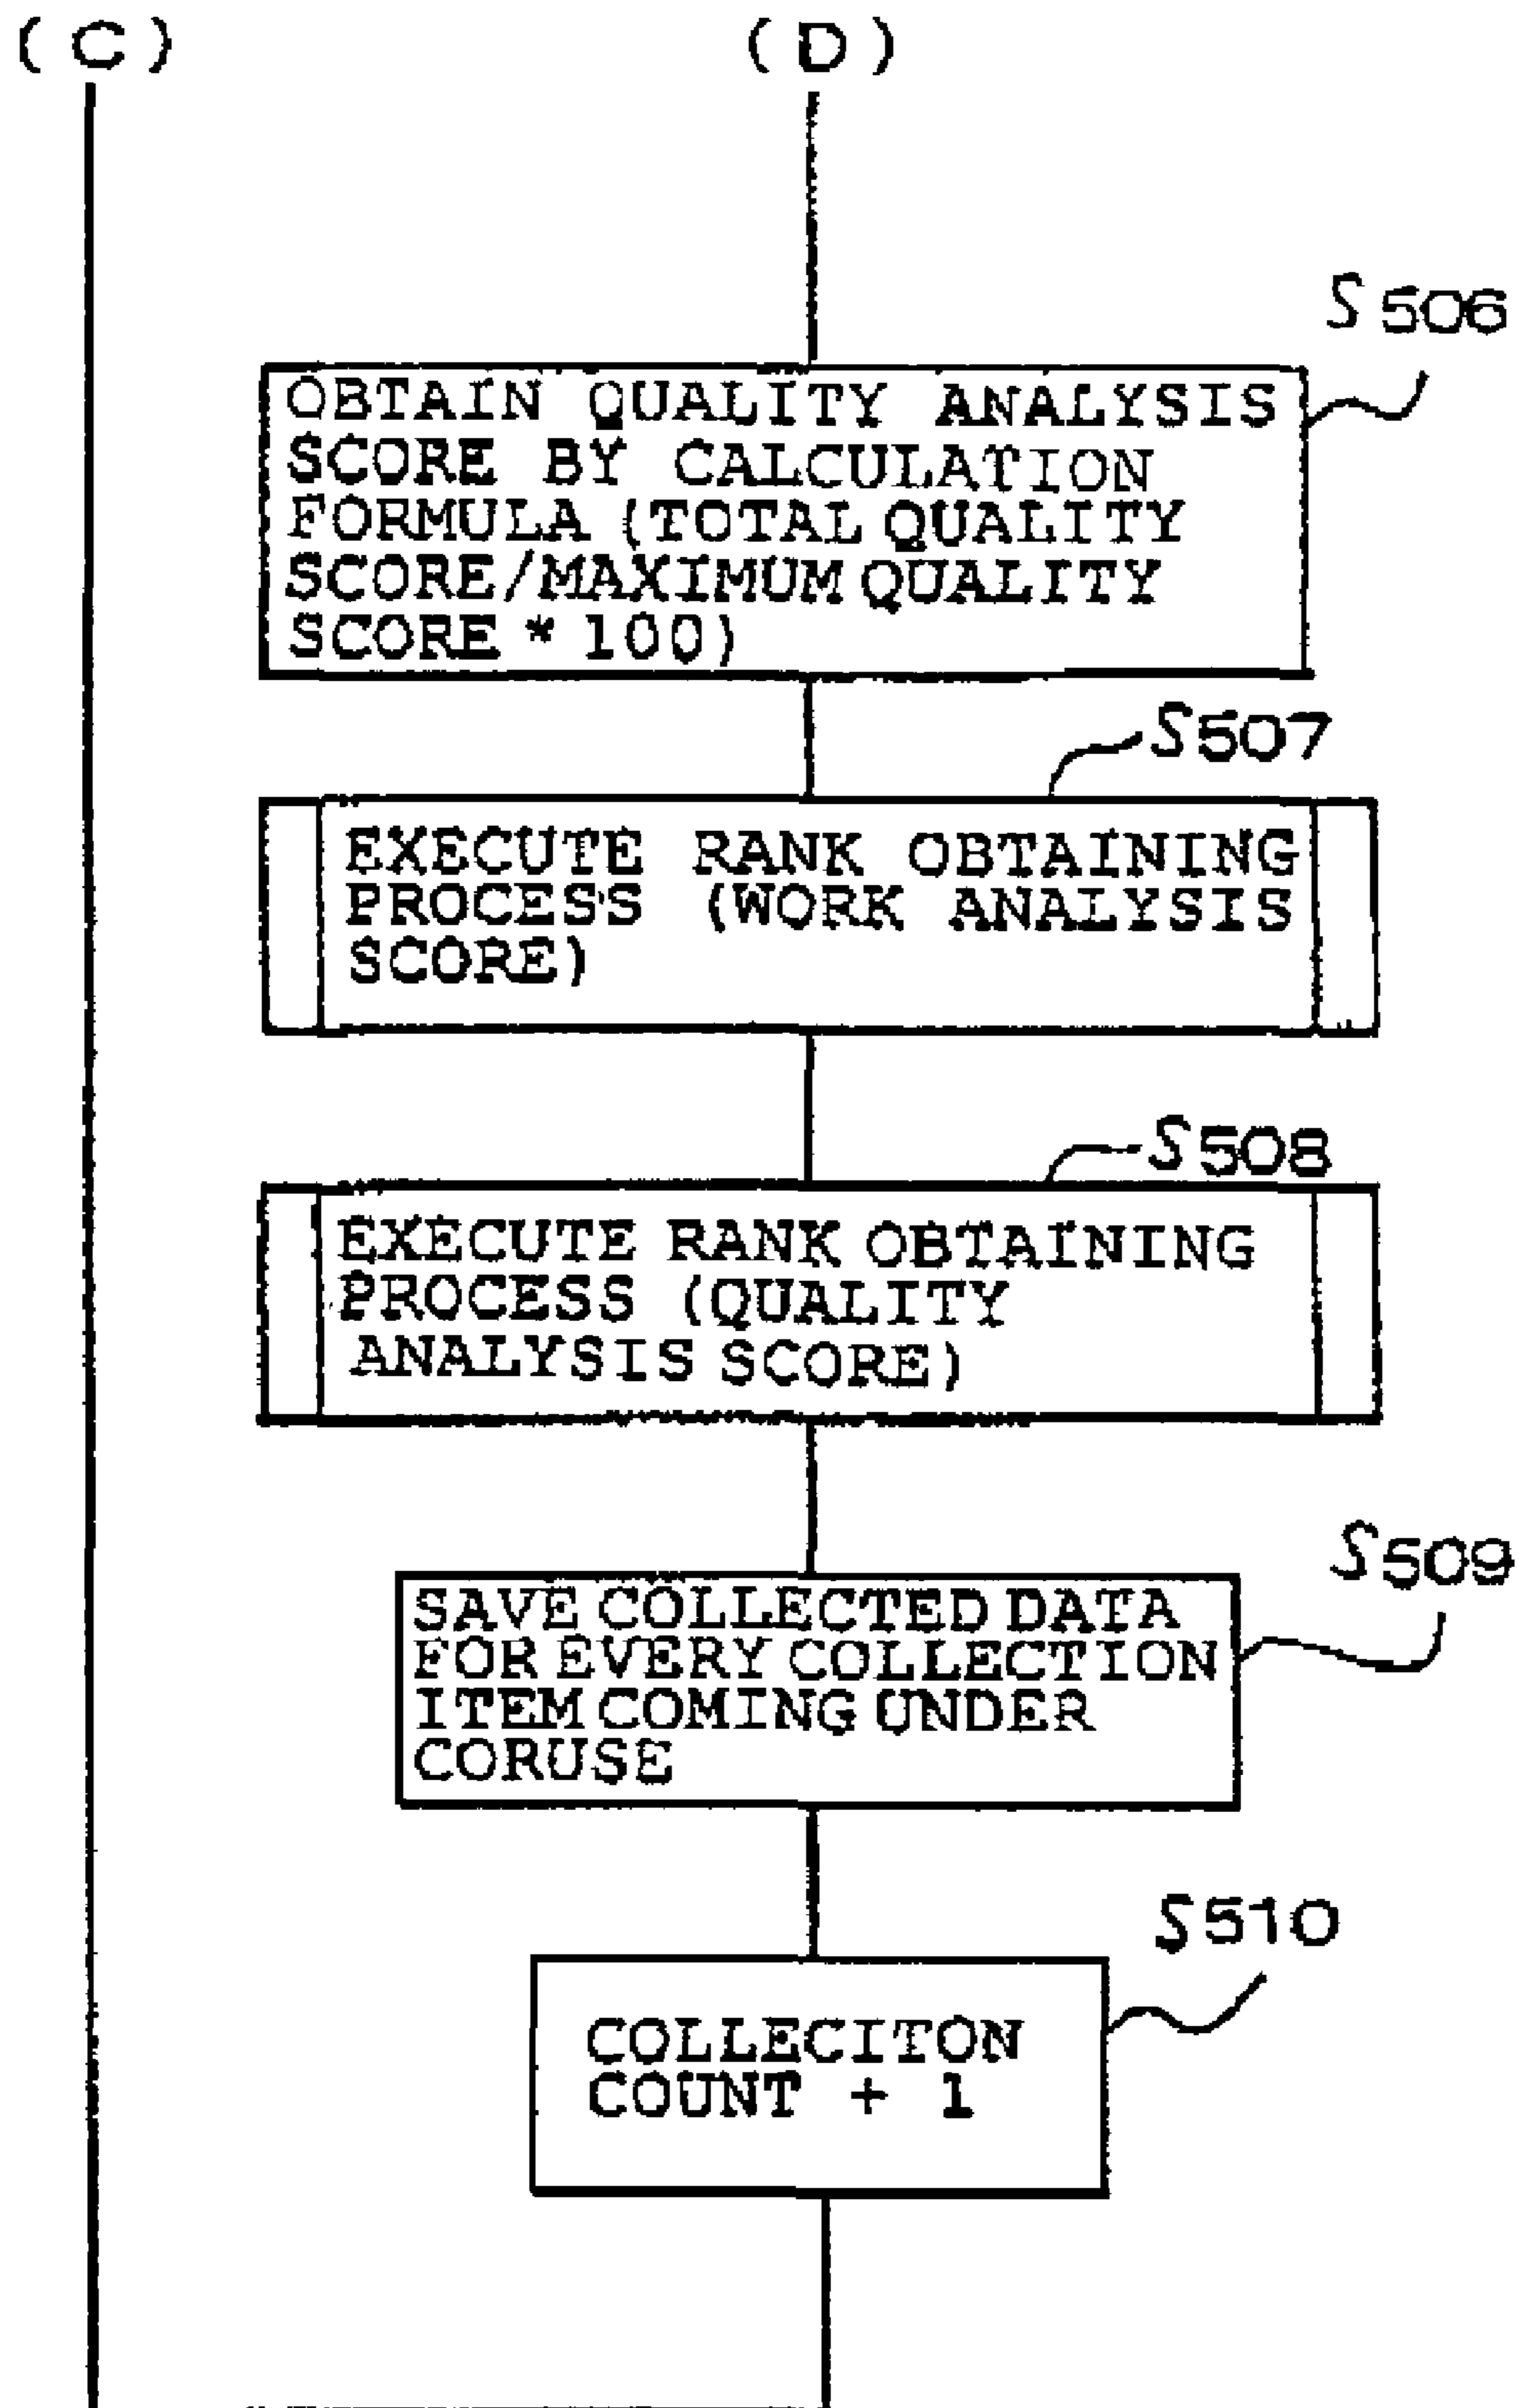 (C)
(D)
S506
OBTAIN QUALITY ANALYSIS
SCORE BY CALCULATION
FORMULA (TOTAL QUALITY
SCORE/MAXIMUM QUALITY
SCORE * 100)
S507
EXECUTE RANK OBTAINING
PROCESS (WORK ANALYSIS
SCORE)
S508
EXECUTE RANK OBTAINING
PROCESS (QUALITY
ANALYSIS SCORE)
S509
SAVE COLLECTED DATA
FOR EVERY COLLECTION
ITEM COMING UNDER
CORUSE
S510
COLLECITON
COUNT + 1